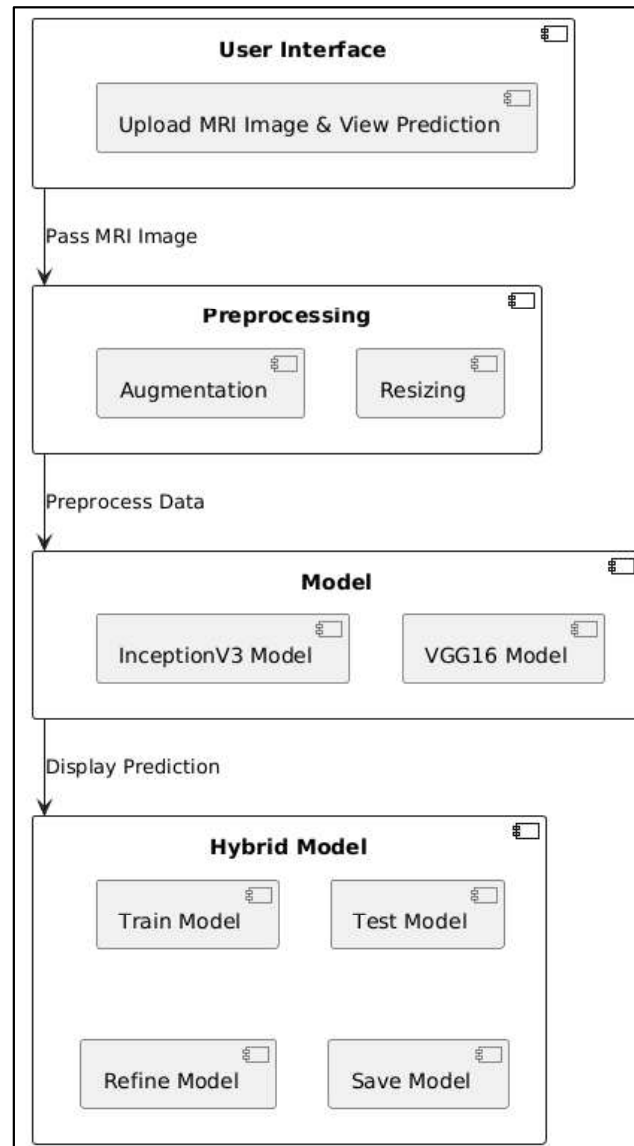 User Interface
Upload MRI Image & View Prediction
Pass MRI Image
Preprocessing
Augmentation
Resizing
Preprocess Data
Model
InceptionV3 Model
VGG16 Model
Display Prediction
Hybrid Model
Train Model
Test Model
Refine Model
Save Model